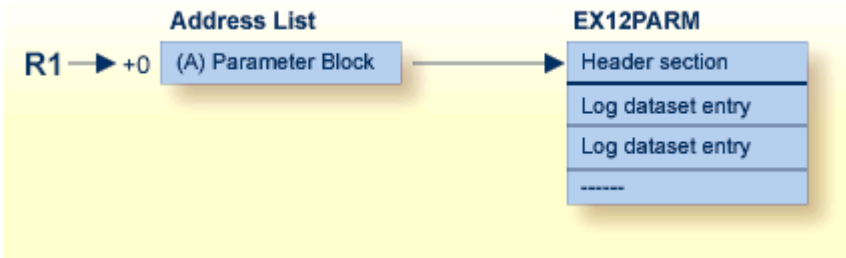 Address List
EX12PARM
R1
+0
(A) Parameter Block
Header section
Log dataset entry
Log dataset entry
------